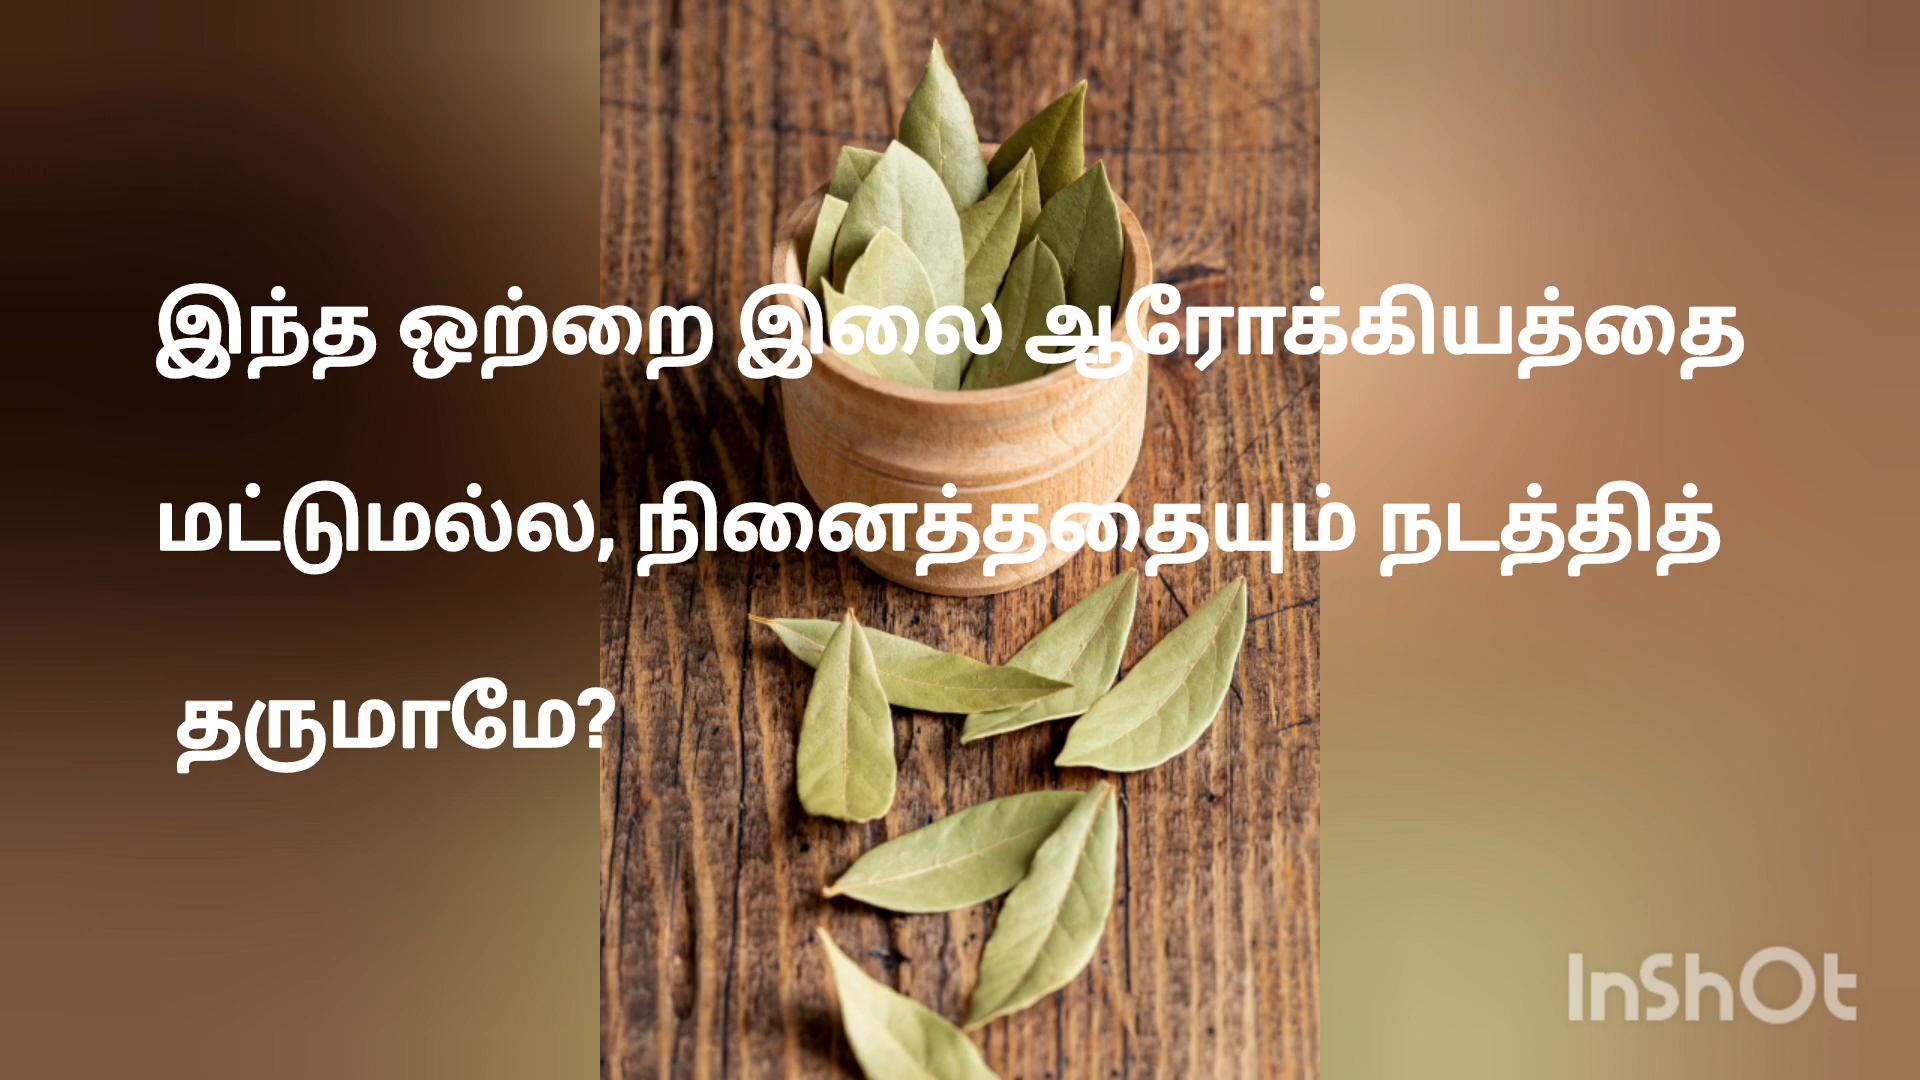 இந்த ஒற்றை இலை ஆரோக்கியத்தை
மட்டுமல்ல, நினைத்ததையும் நடத்தித்
தருமாமே?
InShOt